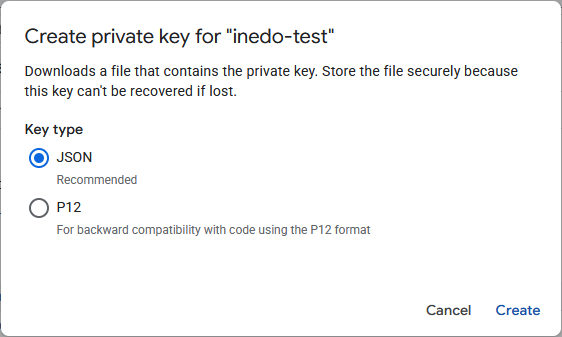 Create private key for "inedo-test"
Downloads a file that contains the private key. Store the file securely because
this key can't be recovered if lost.
Key type
JSON
Recommended
P12
For backward compatibility with code using the P12 format
Cancel Create